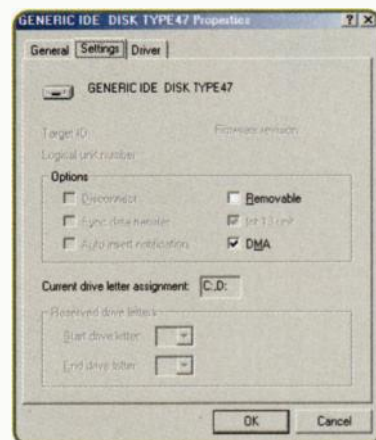 GENERIC IDE DISK TYPE47 Properties ? X
General Settings Driver
GENERIC IDE DISK TYPE47
Target ID: Firmware revision:
Logical unit number:
Options
Disconnect Removable
Sync data transfer Int 13 unit
Auto insert notification DMA
Current drive letter assignment: C:,D:
Reserved drive letters
Start drive letter:
End drive letter:
OK Cancel